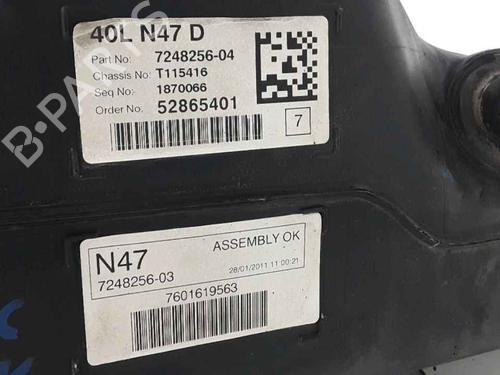 40L N47 D
Part No: 7248256-04
Chassis No: T115416
Seq No: 1870066
Order No: 52865401
7
N47
ASSEMBLY OK
7248256-03
28/01/2011 11:00:21
7601619563
B-PARTS